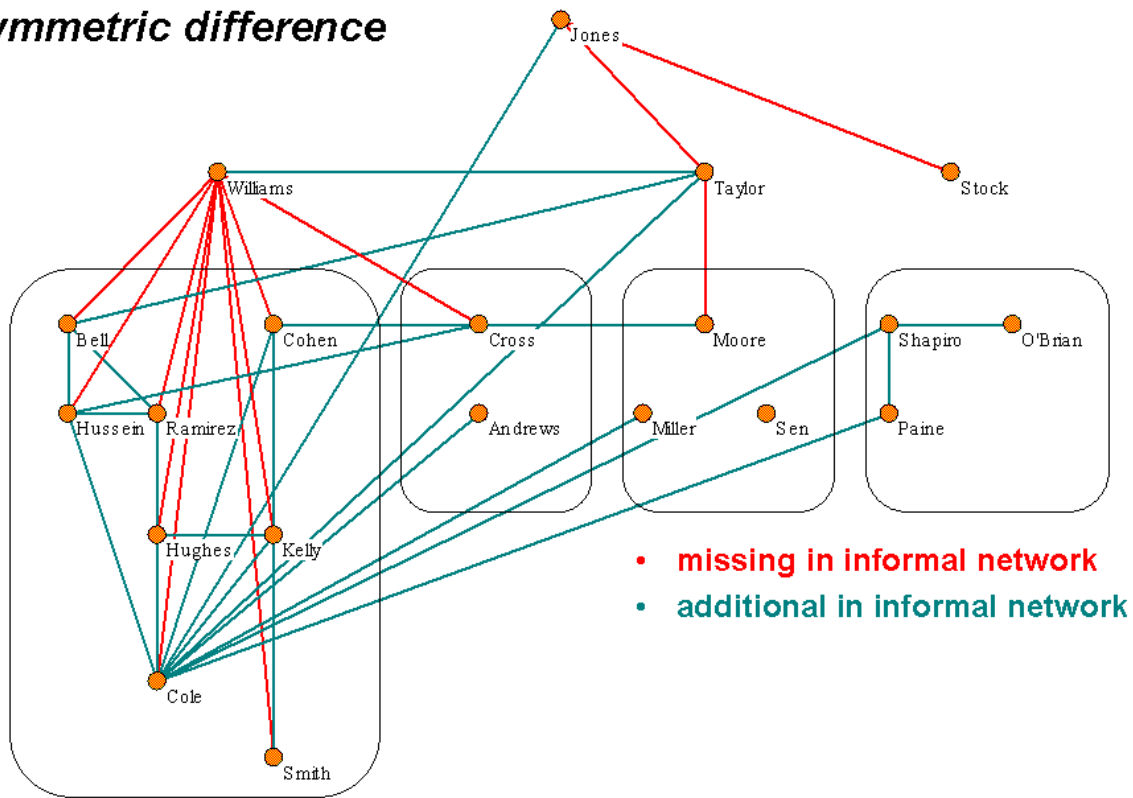 ymmetric difference
Jones
Williams
Taylor
Stock
Bell
Cohen
Cross
Moore
Shapiro
O'Brian
Hussein
Ramirez
Andrews
Miller
Sen
Paine
Hughes
Kelly
• missing in informal network
• additional in informal network
Cole
Smith